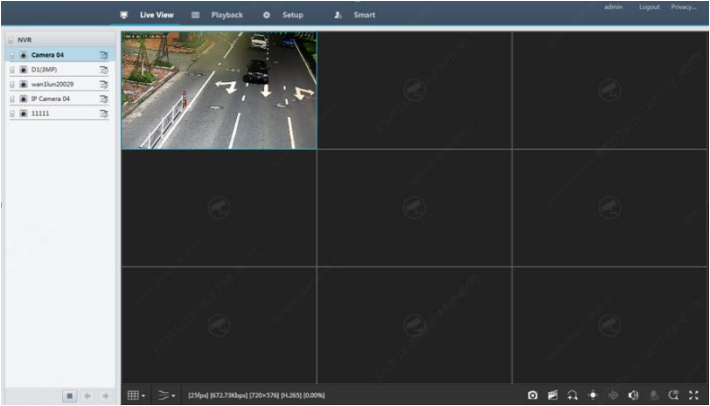 admin Logout Privacy...
Live View Playback Setup Smart
NVR
Camera 04
D1(3MP)
wan1lun20029
IP Camera 04
11111
[25fps] [672.73Kbps] [720×576] [H.265] [0.00%]